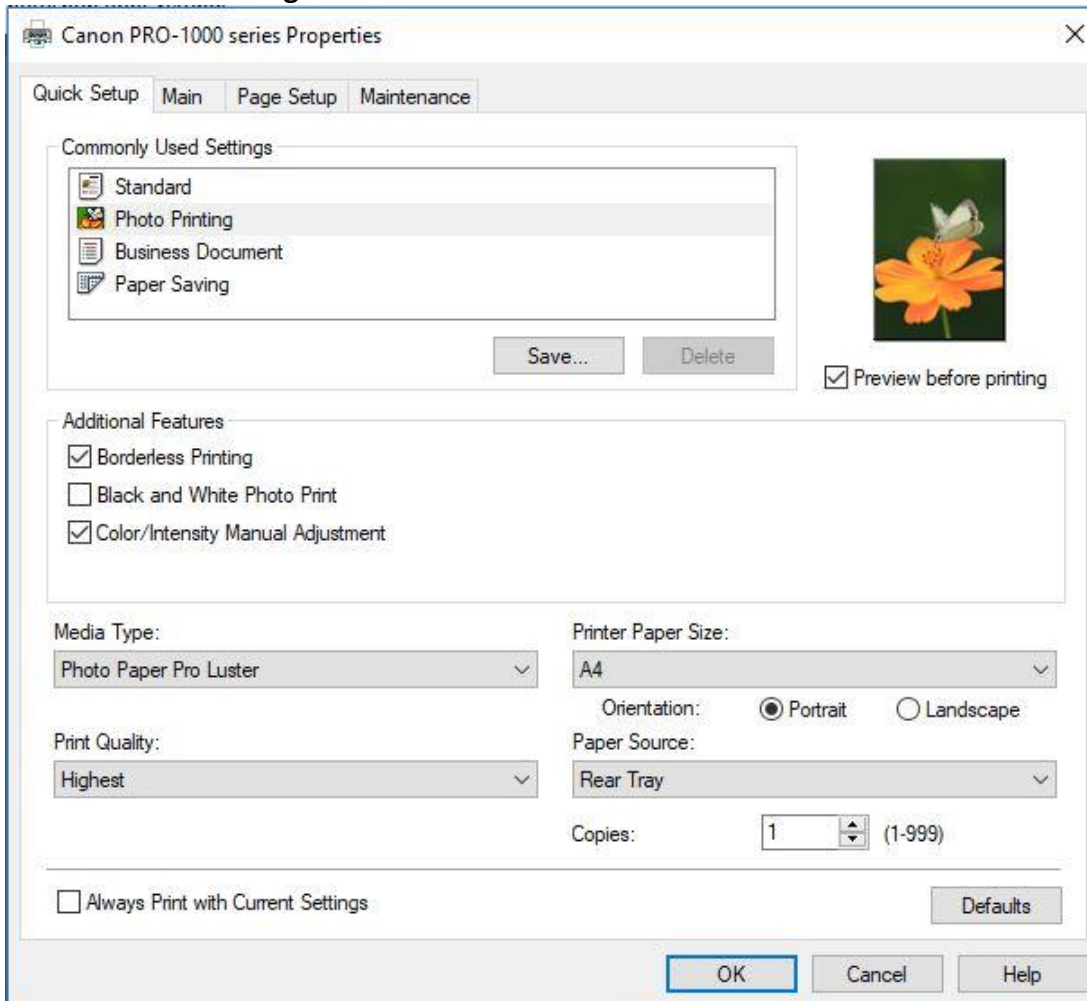 Canon PRO-1000 series Properties
Quick Setup Main Page Setup Maintenance
Commonly Used Settings
Standard
Photo Printing
Business Document
Paper Saving
Save... Delete
Preview before printing
Additional Features
Borderless Printing
Black and White Photo Print
Color/Intensity Manual Adjustment
Media Type: Printer Paper Size:
Photo Paper Pro Luster A4
Orientation: Portrait Landscape
Print Quality: Paper Source:
Highest Rear Tray
Copies: 1 (1-999)
Always Print with Current Settings Defaults
OK Cancel Help